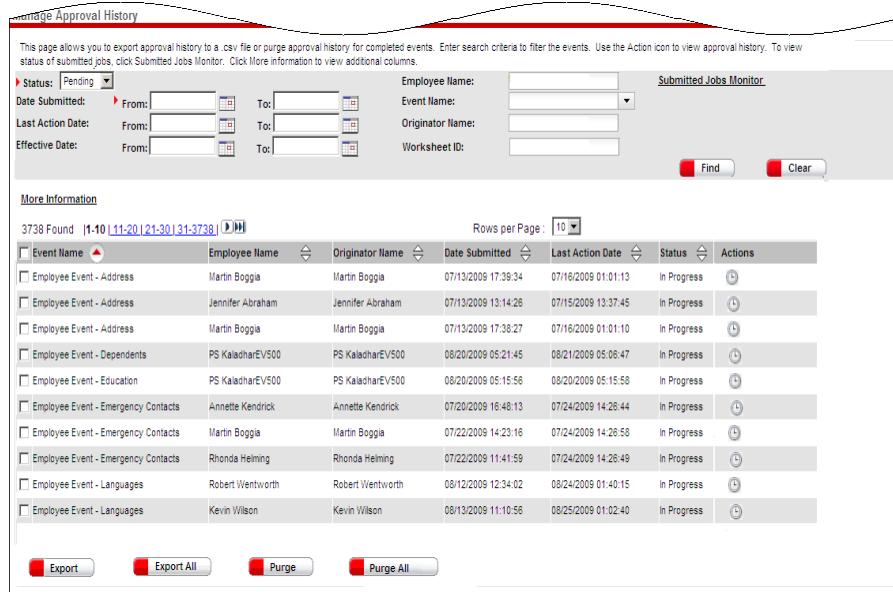 Manage Approval History
This page allows you to export approval history to a .csv file or purge approval history for completed events. Enter search criteria to filter the events. Use the Action icon to view approval history. To view
status of submitted jobs, click Submitted Jobs Monitor. Click More information to view additional columns.
Status: Pending Employee Name: Submitted Jobs Monitor
Date Submitted: From: To: Event Name:
Last Action Date: From: To: Originator Name:
Effective Date: From: To: Worksheet ID:
Find Clear
More Information
3738 Found |1-10 | 11-20 | 21-30 | 31-3738 | Rows per Page : 10
Event Name Employee Name Originator Name Date Submitted Last Action Date Status Actions
Employee Event - Address Martin Boggia Martin Boggia 07/13/2009 17:39:34 07/16/2009 01:01:13 In Progress
Employee Event - Address Jennifer Abraham Jennifer Abraham 07/13/2009 13:14:26 07/15/2009 13:37:45 In Progress
Employee Event - Address Martin Boggia Martin Boggia 07/13/2009 17:38:27 07/16/2009 01:01:10 In Progress
Employee Event - Dependents PS KaladharEV500 PS KaladharEV500 08/20/2009 05:21:45 08/21/2009 05:06:47 In Progress
Employee Event - Education PS KaladharEV500 PS KaladharEV500 08/20/2009 05:15:56 08/20/2009 05:15:58 In Progress
Employee Event - Emergency Contacts Annette Kendrick Annette Kendrick 07/20/2009 16:48:13 07/24/2009 14:26:44 In Progress
Employee Event - Emergency Contacts Martin Boggia Martin Boggia 07/22/2009 14:23:16 07/24/2009 14:26:58 In Progress
Employee Event - Emergency Contacts Rhonda Helming Rhonda Helming 07/22/2009 11:41:59 07/24/2009 14:26:49 In Progress
Employee Event - Languages Robert Wentworth Robert Wentworth 08/12/2009 12:34:02 08/24/2009 01:40:15 In Progress
Employee Event - Languages Kevin Wilson Kevin Wilson 08/13/2009 11:10:56 08/25/2009 01:02:40 In Progress
Export Export All Purge Purge All